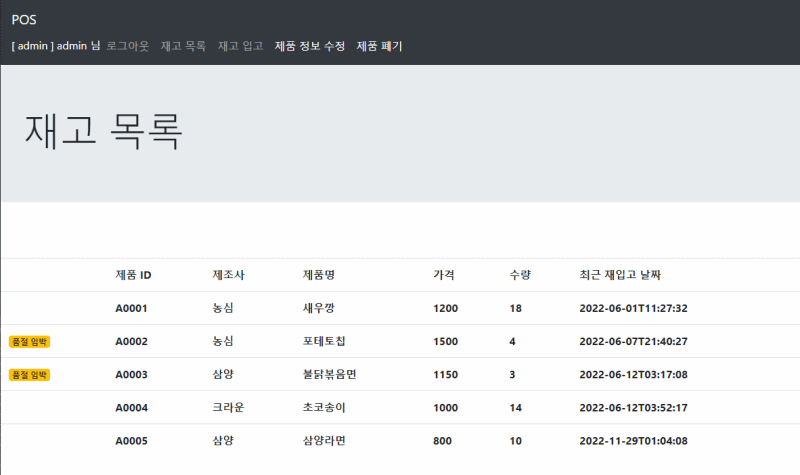 POS
[ admin ] admin 님 로그아웃 재고 목록 재고 입고 제품 정보 수정 제품 폐기
재고 목록
제품 ID 제조사 제품명 가격 수량 최근 재입고 날짜
A0001 농심 새우깡 1200 18 2022-06-01T11:27:32
품절 임박 A0002 농심 포테토칩 1500 4 2022-06-07T21:40:27
품절 임박 A0003 삼양 불닭볶음면 1150 3 2022-06-12T03:17:08
A0004 크라운 초코송이 1000 14 2022-06-12T03:52:17
A0005 삼양 삼양라면 800 10 2022-11-29T01:04:08